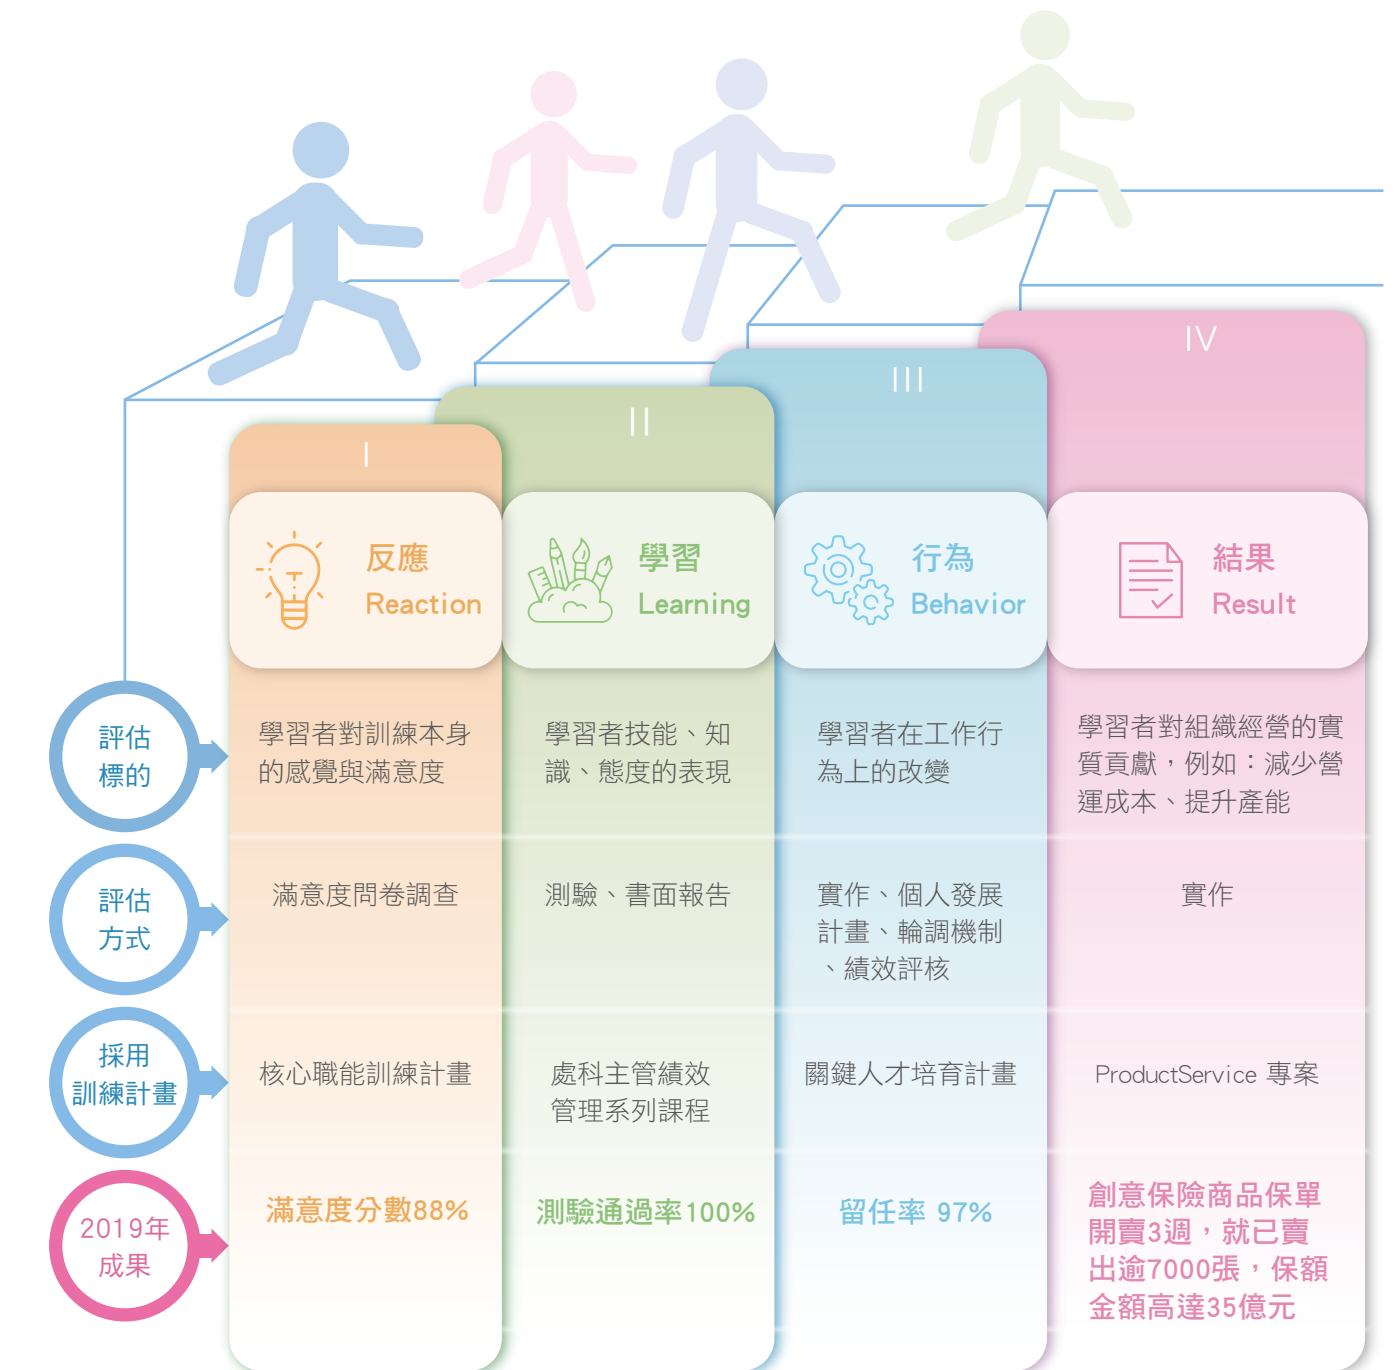 I
II
III
IV
反應
Reaction
學習
Learning
行為
Behavior
結果
Result
評估
標的
學習者對訓練本身
的感覺與滿意度
學習者技能、知
識、態度的表現
學習者在工作行
為上的改變
學習者對組織經營的實
質貢獻，例如：減少營
運成本、提升產能
評估
方式
滿意度問卷調查
測驗、書面報告
實作、個人發展
計畫、輪調機制
、績效評核
實作
採用
訓練計畫
核心職能訓練計畫
處科主管績效
管理系列課程
關鍵人才培育計畫
ProductService 專案
2019年
成果
滿意度分數88%
測驗通過率100%
留任率 97%
創意保險商品保單
開賣3週，就已賣
出逾7000張，保額
金額高達35億元